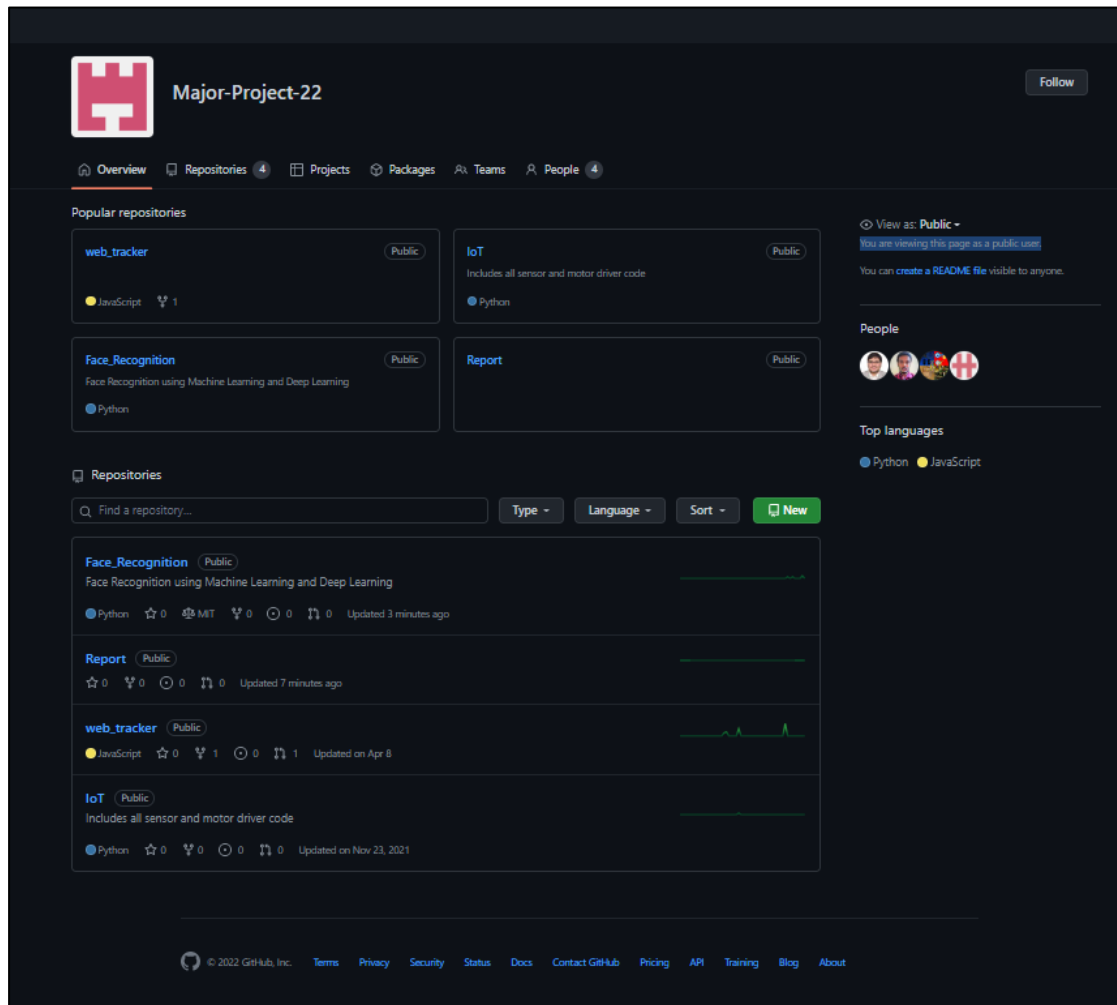 Major-Project-22
Follow
Overview Repositories 4 Projects Packages Teams People 4
Popular repositories
web_tracker Public
JavaScript 1
IoT Public
Includes all sensor and motor driver code
Python
Face_Recognition Public
Face Recognition using Machine Learning and Deep Learning
Python
Report Public
View as: Public
You are viewing this page as a public user.
You can create a README file visible to anyone.
People
Top languages
Python JavaScript
Repositories
Find a repository... Type Language Sort New
Face_Recognition Public
Face Recognition using Machine Learning and Deep Learning
Python 0 MIT 0 0 0 Updated 3 minutes ago
Report Public
0 0 0 0 Updated 7 minutes ago
web_tracker Public
JavaScript 0 1 0 1 Updated on Apr 8
IoT Public
Includes all sensor and motor driver code
Python 0 0 0 0 Updated on Nov 23, 2021
© 2022 GitHub, Inc. Terms Privacy Security Status Docs Contact GitHub Pricing API Training Blog About